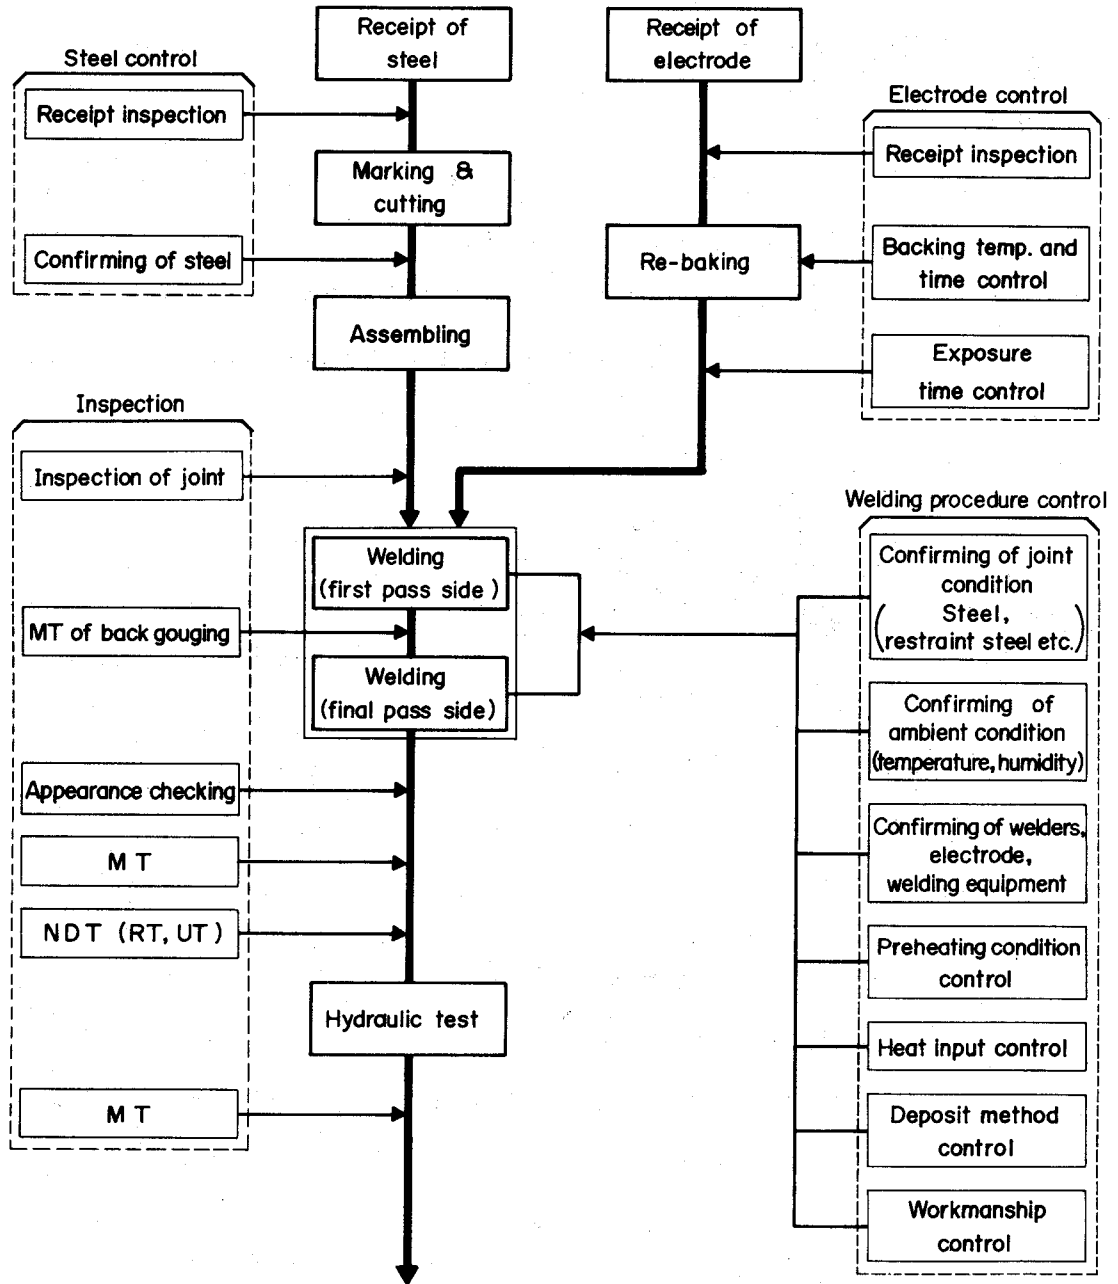 Receipt of
steel
Receipt of
electrode
Steel control
Receipt inspection
Marking &
cutting
Confirming of steel
Assembling
Electrode control
Receipt inspection
Re-baking
Backing temp. and
time control
Exposure
time control
Inspection
Inspection of joint
Welding
(first pass side)
MT of back gouging
Welding
(final pass side)
Appearance checking
MT
NDT (RT, UT)
Hydraulic test
MT
Welding procedure control
Confirming of joint
condition
(Steel,
restraint steel etc.)
Confirming of
ambient condition
(temperature, humidity)
Confirming of welders,
electrode,
welding equipment
Preheating condition
control
Heat input control
Deposit method
control
Workmanship
control